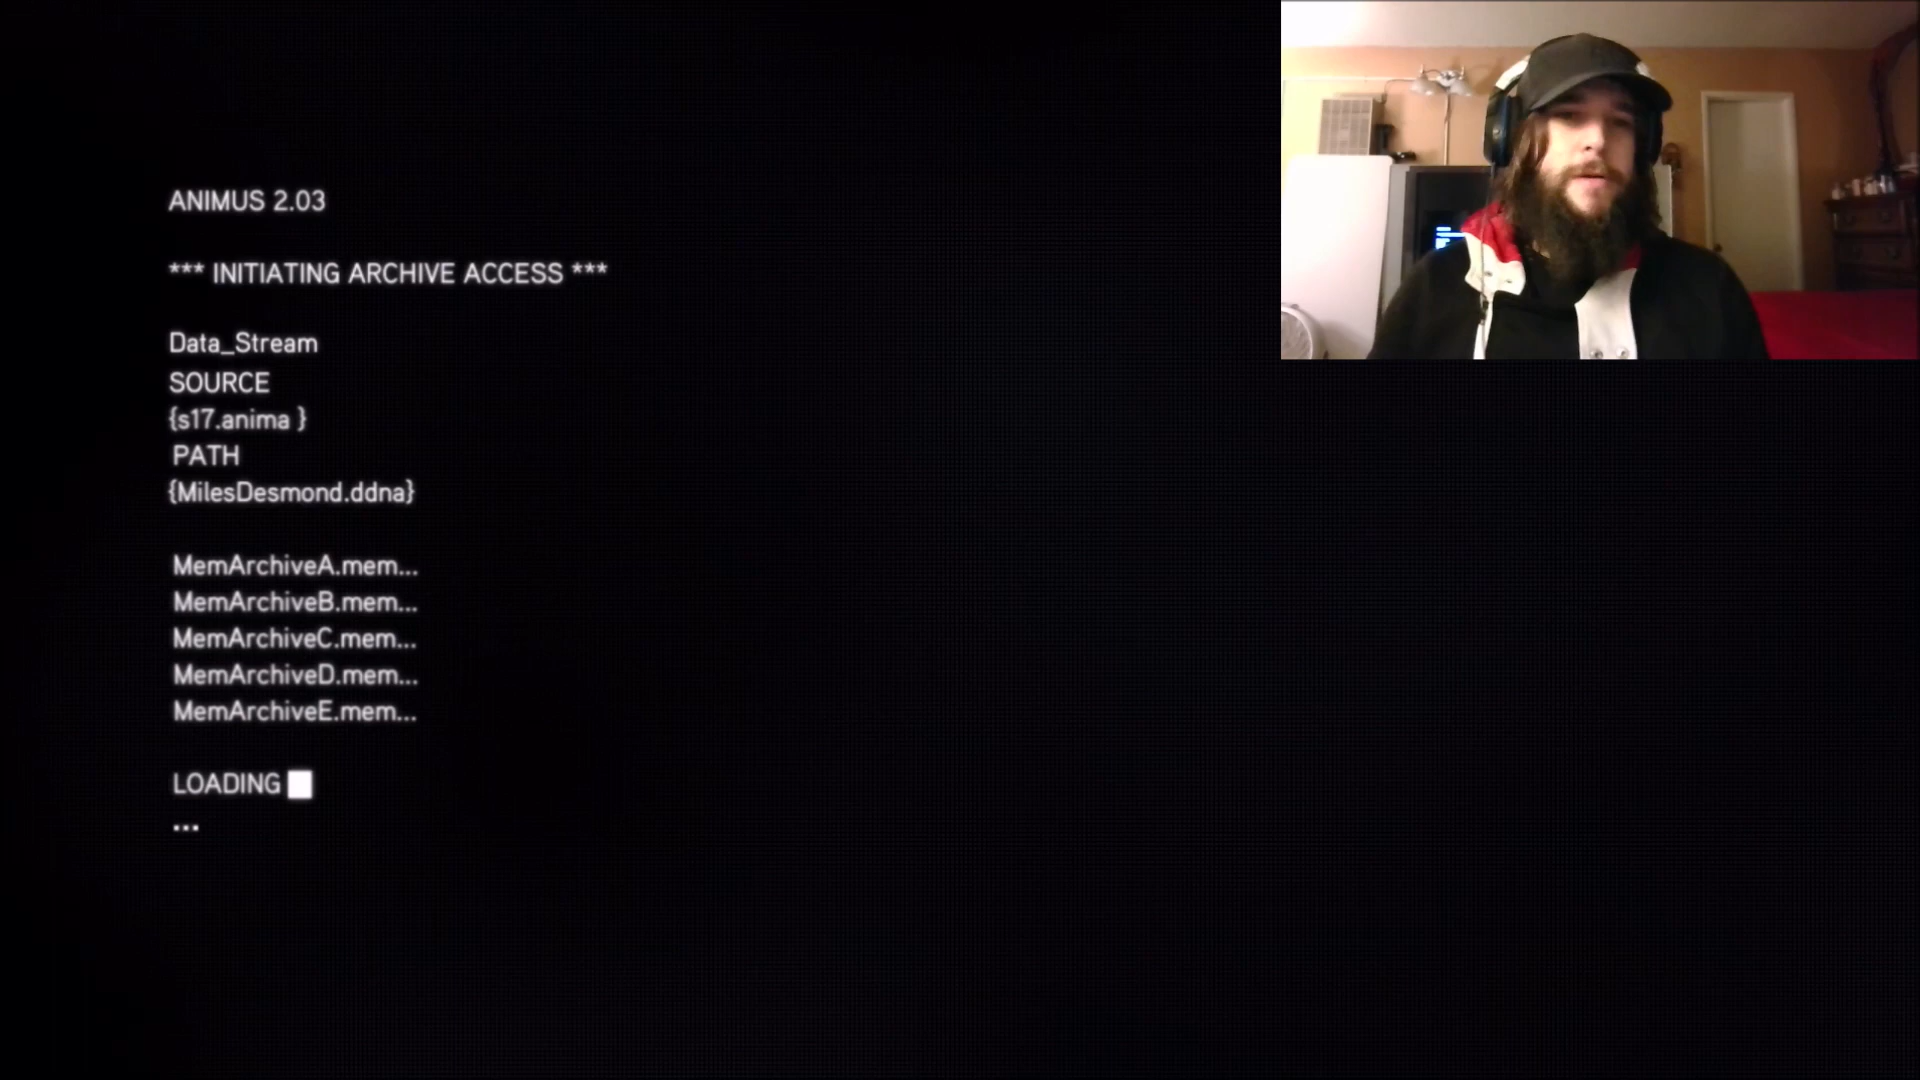 ANIMUS 2.03
*** INITIATING ARCHIVE ACCESS ***
Data_Stream
SOURCE
{s17.anima }
PATH
{MilesDesmond.ddna}
MemArchiveA.mem...
MemArchiveB.mem...
MemArchiveC.mem...
MemArchiveD.mem...
MemArchiveE.mem...
LOADING
...